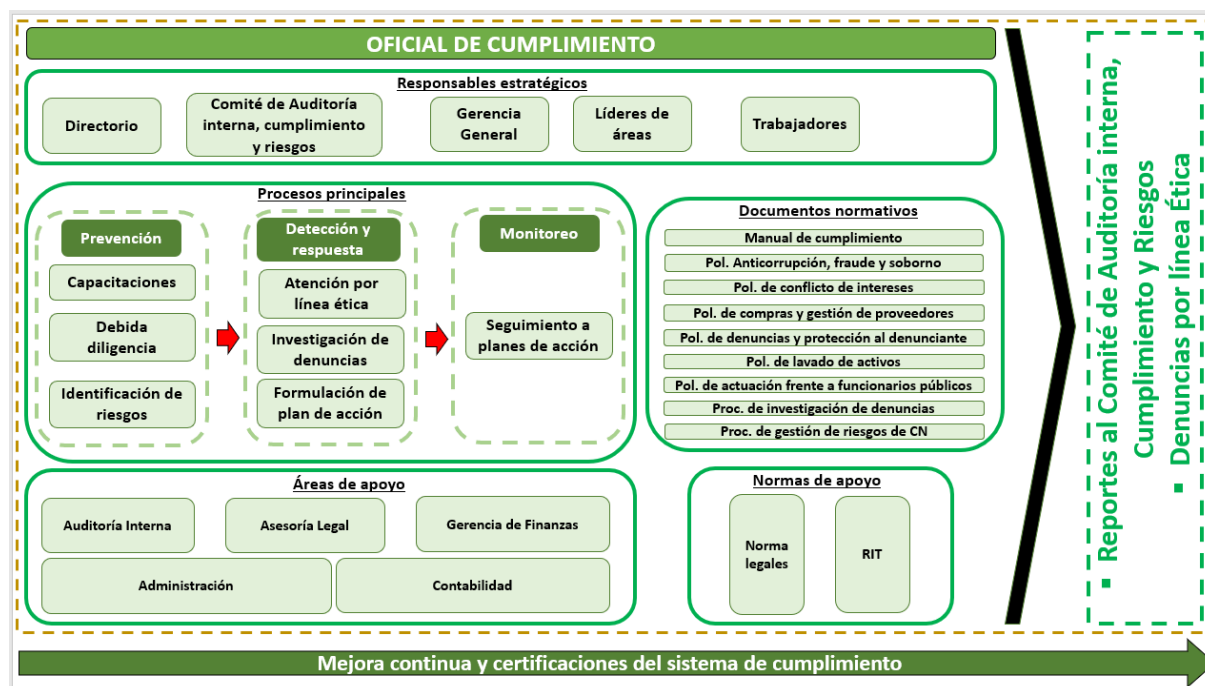 OFICIAL DE CUMPLIMIENTO
Responsables estratégicos
Directorio
Comité de Auditoría
interna, cumplimiento
y riesgos
Gerencia
General
Líderes de
áreas
Trabajadores
Procesos principales
Prevención
Capacitaciones
Debida
diligencia
Identificación de
riesgos
Detección y
respuesta
Atención por
línea ética
Investigación de
denuncias
Formulación de
plan de acción
Monitoreo
Seguimiento a
planes de acción
Documentos normativos
Manual de cumplimiento
Pol. Anticorrupción, fraude y soborno
Pol. de conflicto de intereses
Pol. de compras y gestión de proveedores
Pol. de denuncias y protección al denunciante
Pol. de lavado de activos
Pol. de actuación frente a funcionarios públicos
Proc. de investigación de denuncias
Proc. de gestión de riesgos de CN
Áreas de apoyo
Auditoría Interna
Asesoría Legal
Gerencia de Finanzas
Administración
Contabilidad
Normas de apoyo
Norma
legales
RIT
▪ Reportes al Comité de Auditoría interna,
Cumplimiento y Riesgos
▪ Denuncias por línea Ética
Mejora continua y certificaciones del sistema de cumplimiento